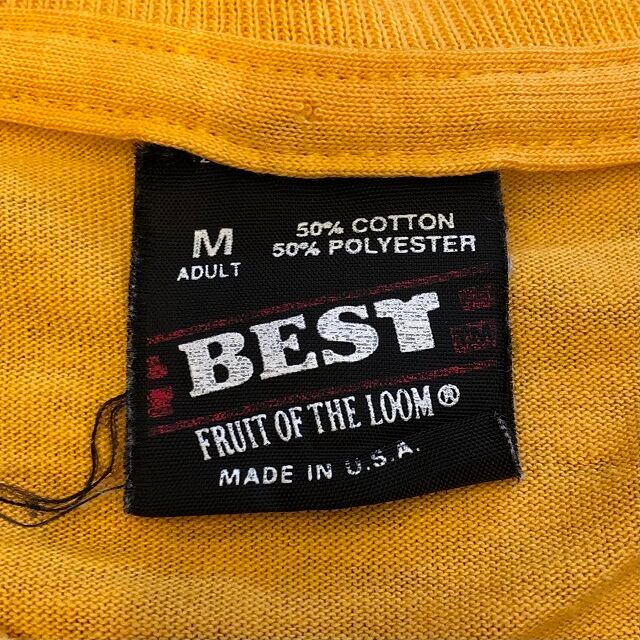 M
ADULT
50% COTTON
50% POLYESTER
BEST
FRUIT OF THE LOOM®
MADE IN U.S.A.